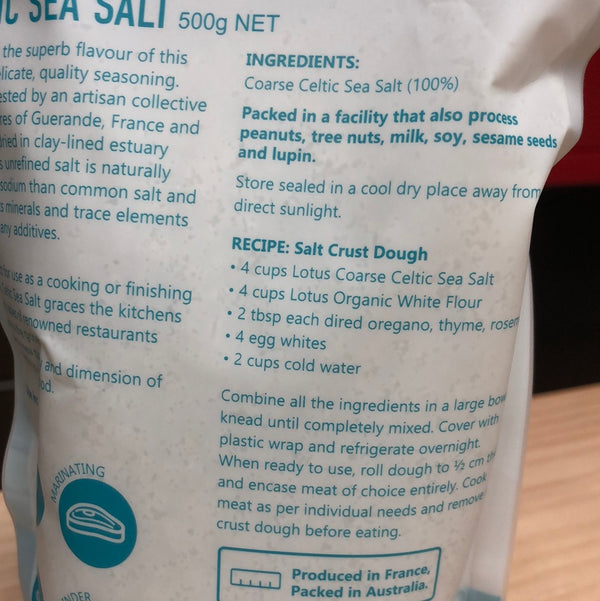 SEA SALT 500g NET
the superb flavour of this
quality seasoning.
by an artisan collective
of Guerande, France and
in clay-lined estuary
unrefined salt is naturally
sodium than common salt and
minerals and trace elements
any additives.
use as a cooking or finishing
Sea Salt graces the kitchens
renowned restaurants
and dimension of
MARINATING
INGREDIENTS:
Coarse Celtic Sea Salt (100%)
Packed in a facility that also process
peanuts, tree nuts, milk, soy, sesame seeds
and lupin.
Store sealed in a cool dry place away from
direct sunlight.
RECIPE: Salt Crust Dough
• 4 cups Lotus Coarse Celtic Sea Salt
• 4 cups Lotus Organic White Flour
• 2 tbsp each dired oregano, thyme,
• 4 egg whites
• 2 cups cold water
Combine all the ingredients in a large
knead until completely mixed. Cover with
plastic wrap and refrigerate overnight.
When ready to use, roll dough to ½ cm
and encase meat of choice entirely. Cook
meat as per individual needs and remove
crust dough before eating.
Produced in France,
Packed in Australia.